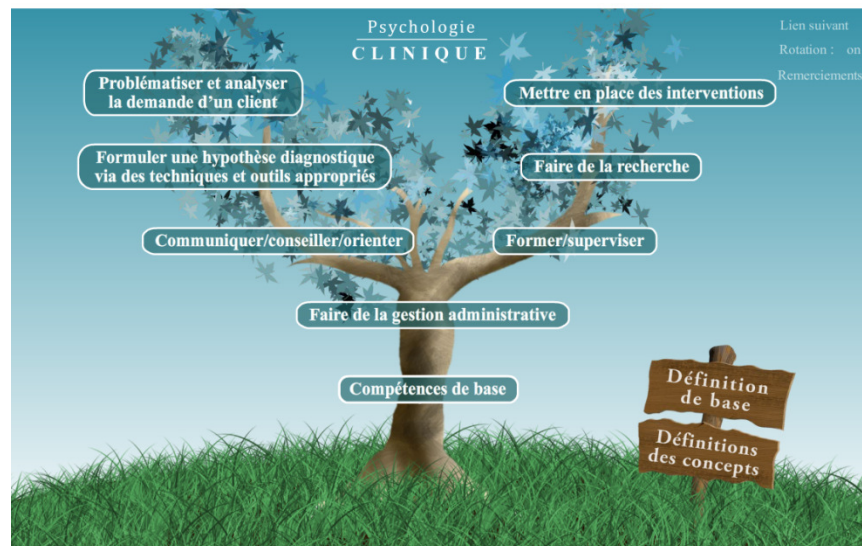 Psychologie
CLINIQUE
Lien suivant
Rotation : on
Remerciements
Problématiser et analyser
la demande d'un client
Mettre en place des interventions
Formuler une hypothèse diagnostique
via des techniques et outils appropriés
Faire de la recherche
Communiquer/conseiller/orienter
Former/superviser
Faire de la gestion administrative
Compétences de base
Définition
de base
Définitions
des concepts